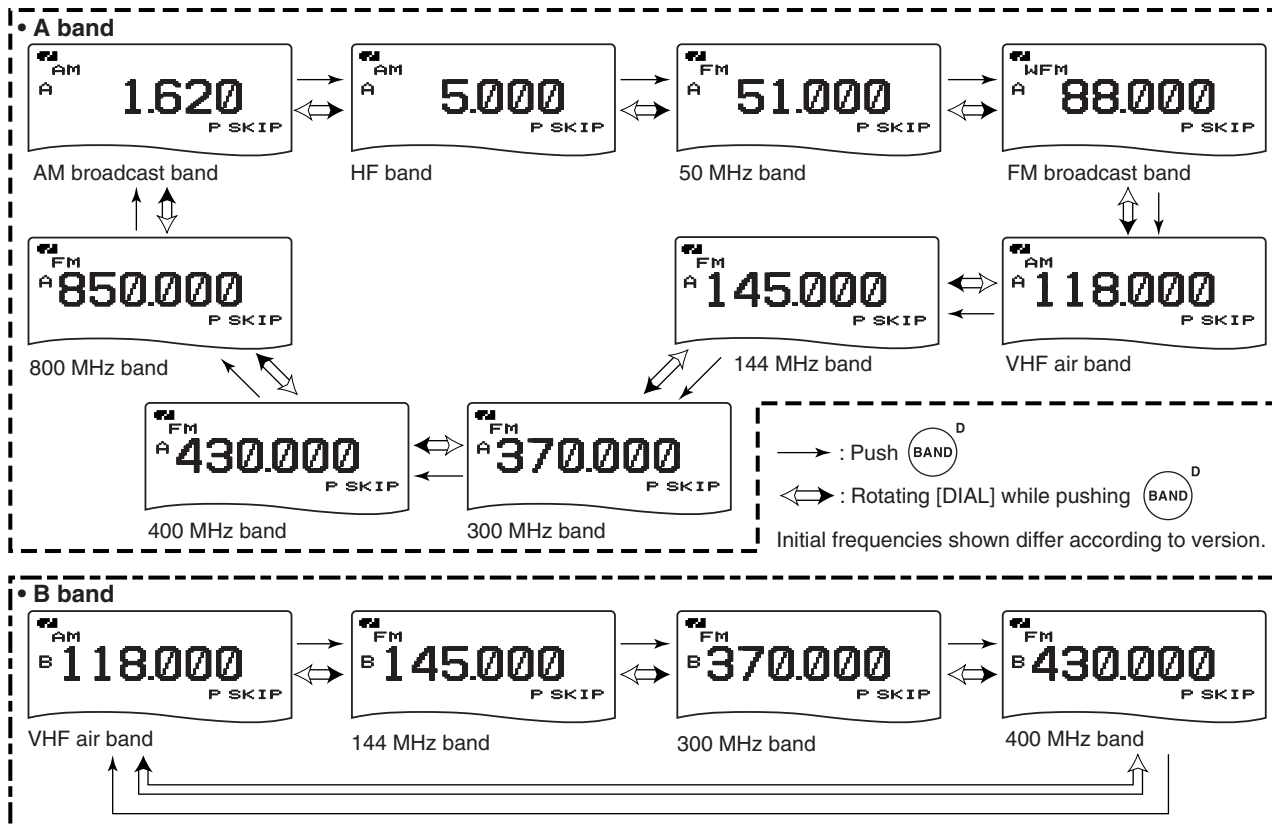 • A band
AM
A 1.620
P SKIP
AM broadcast band
AM
A 5.000
P SKIP
HF band
FM
A 51.000
P SKIP
50 MHz band
WFM
A 88.000
P SKIP
FM broadcast band
FM
A 850.000
P SKIP
800 MHz band
FM
A 145.000
P SKIP
144 MHz band
AM
A 118.000
P SKIP
VHF air band
FM
A 430.000
P SKIP
400 MHz band
FM
A 370.000
P SKIP
300 MHz band
: Push BAND D
: Rotating [DIAL] while pushing BAND D
Initial frequencies shown differ according to version.
• B band
AM
B 118.000
P SKIP
VHF air band
FM
B 145.000
P SKIP
144 MHz band
FM
B 370.000
P SKIP
300 MHz band
FM
B 430.000
P SKIP
400 MHz band